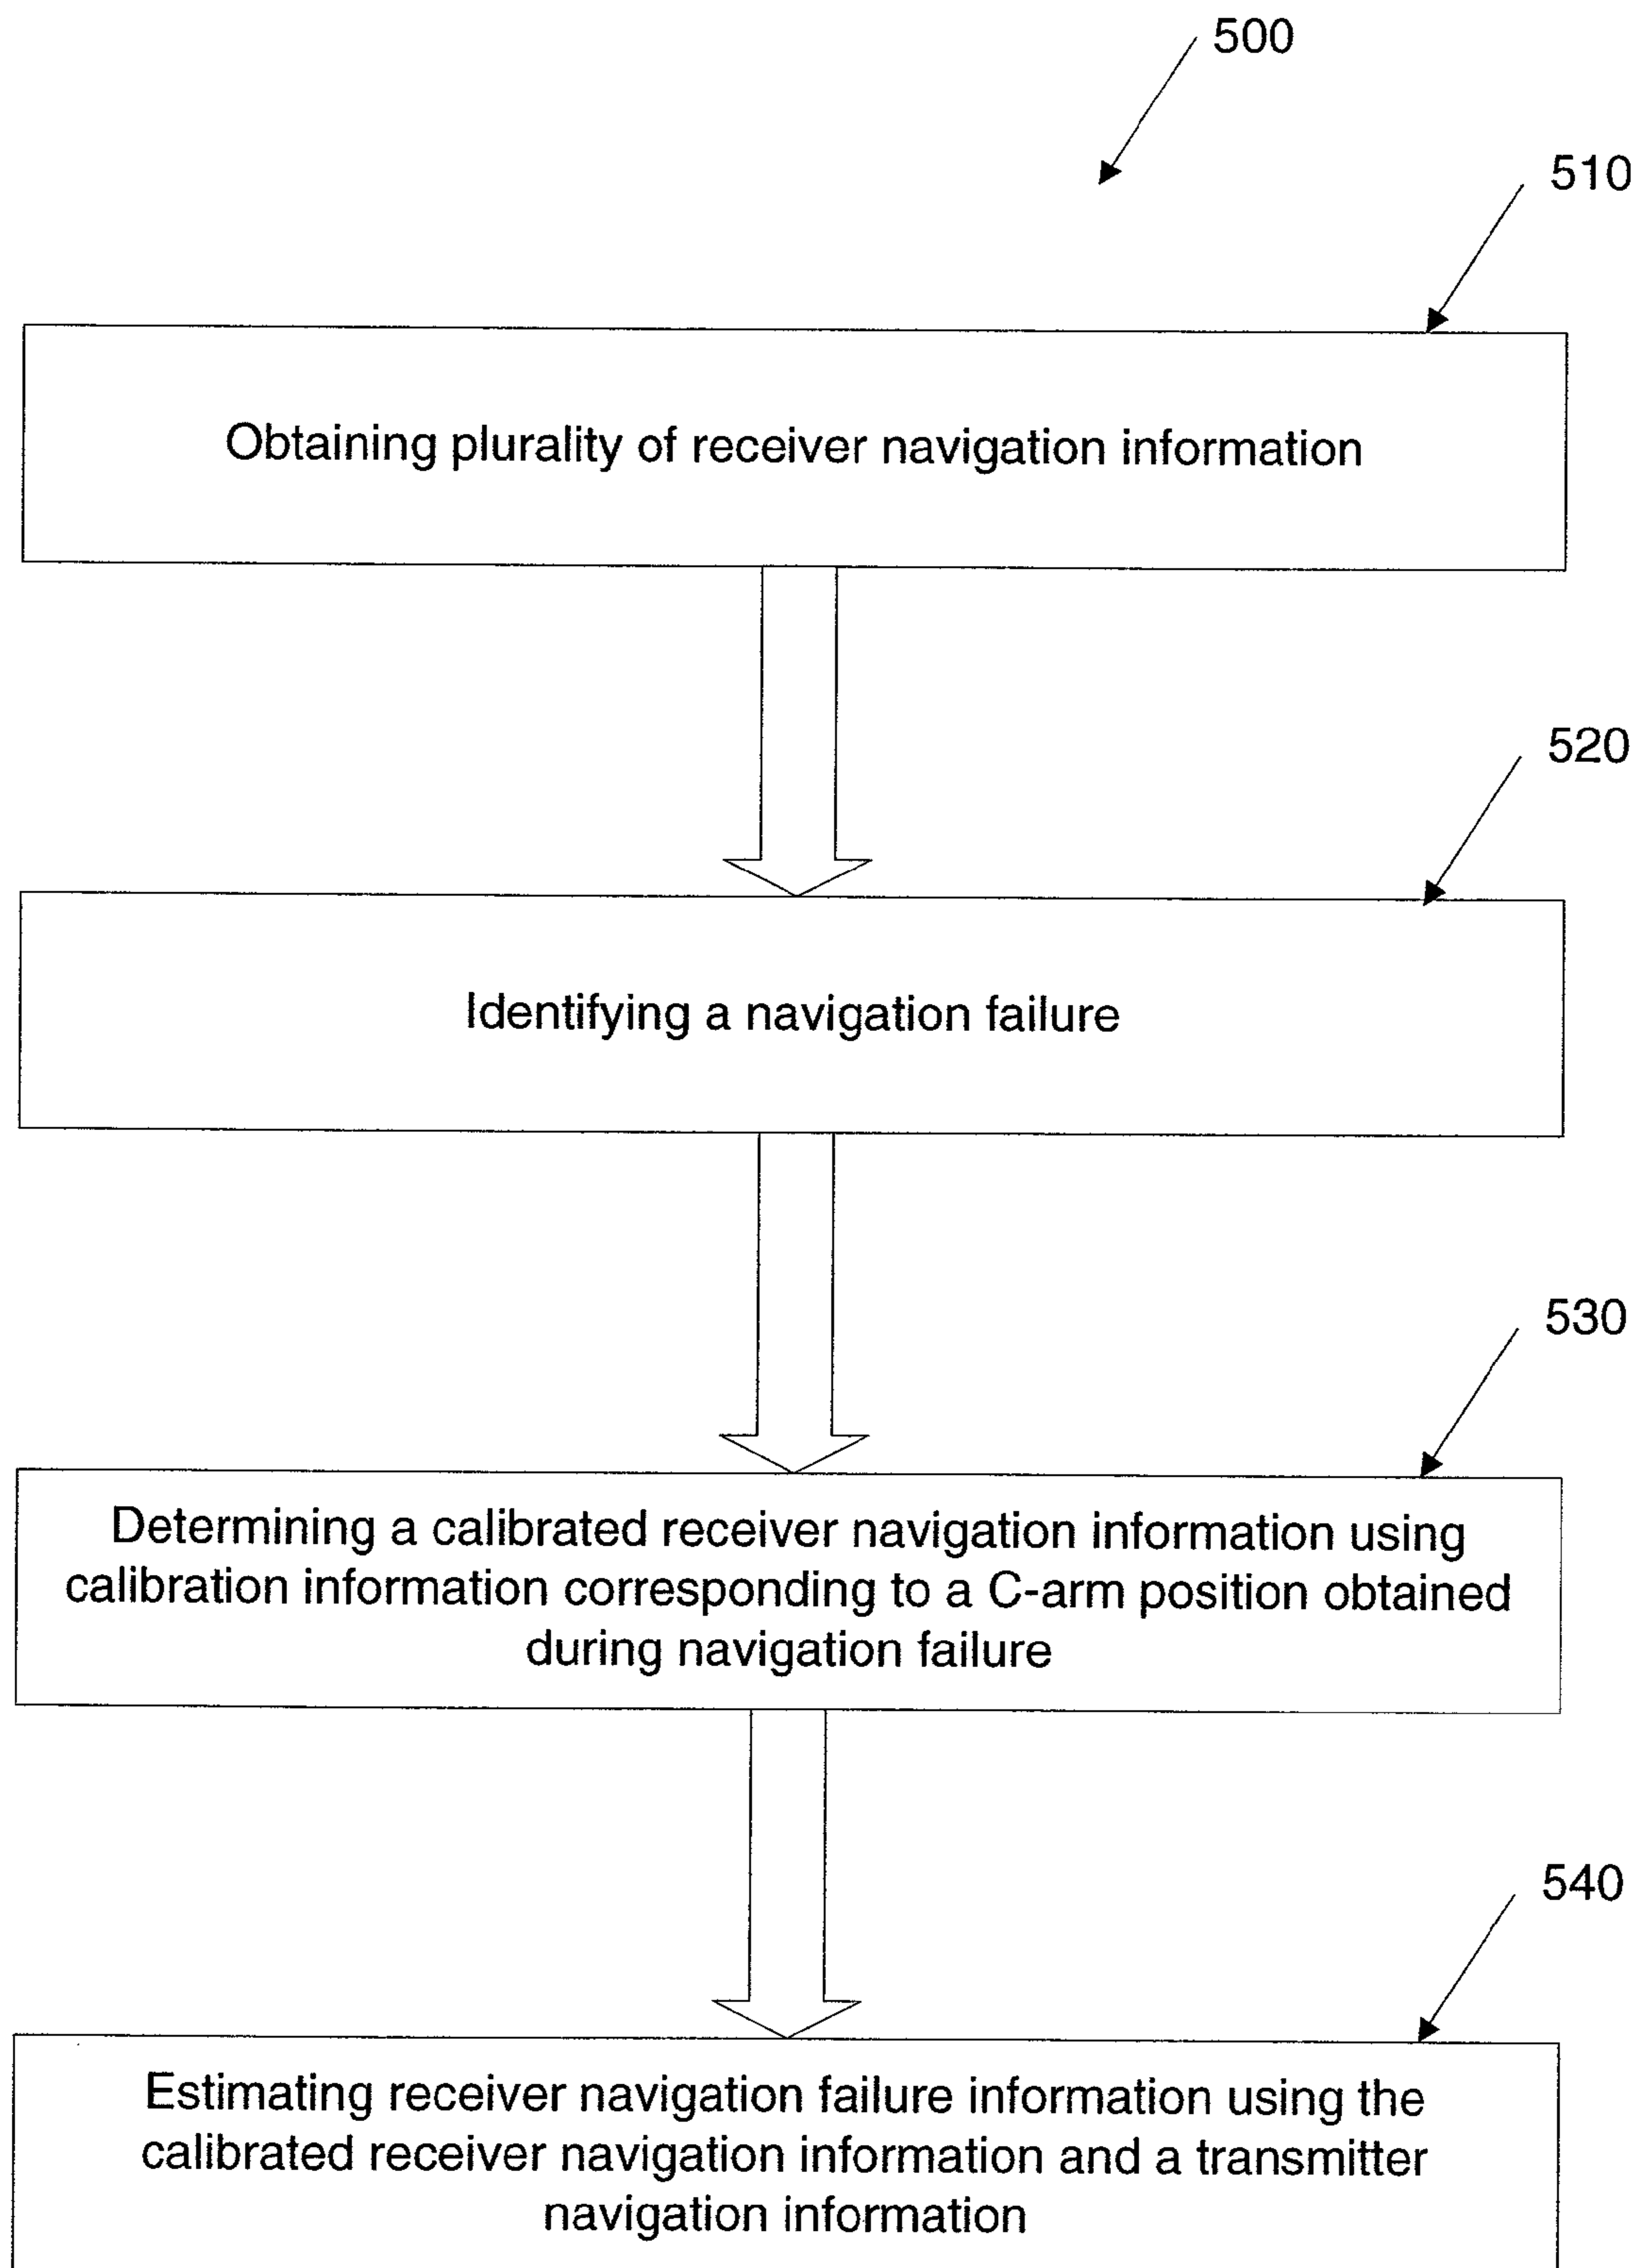 500
510
Obtaining plurality of receiver navigation information
520
Identifying a navigation failure
530
Determining a calibrated receiver navigation information using
calibration information corresponding to a C-arm position obtained
during navigation failure
540
Estimating receiver navigation failure information using the
calibrated receiver navigation information and a transmitter
navigation information